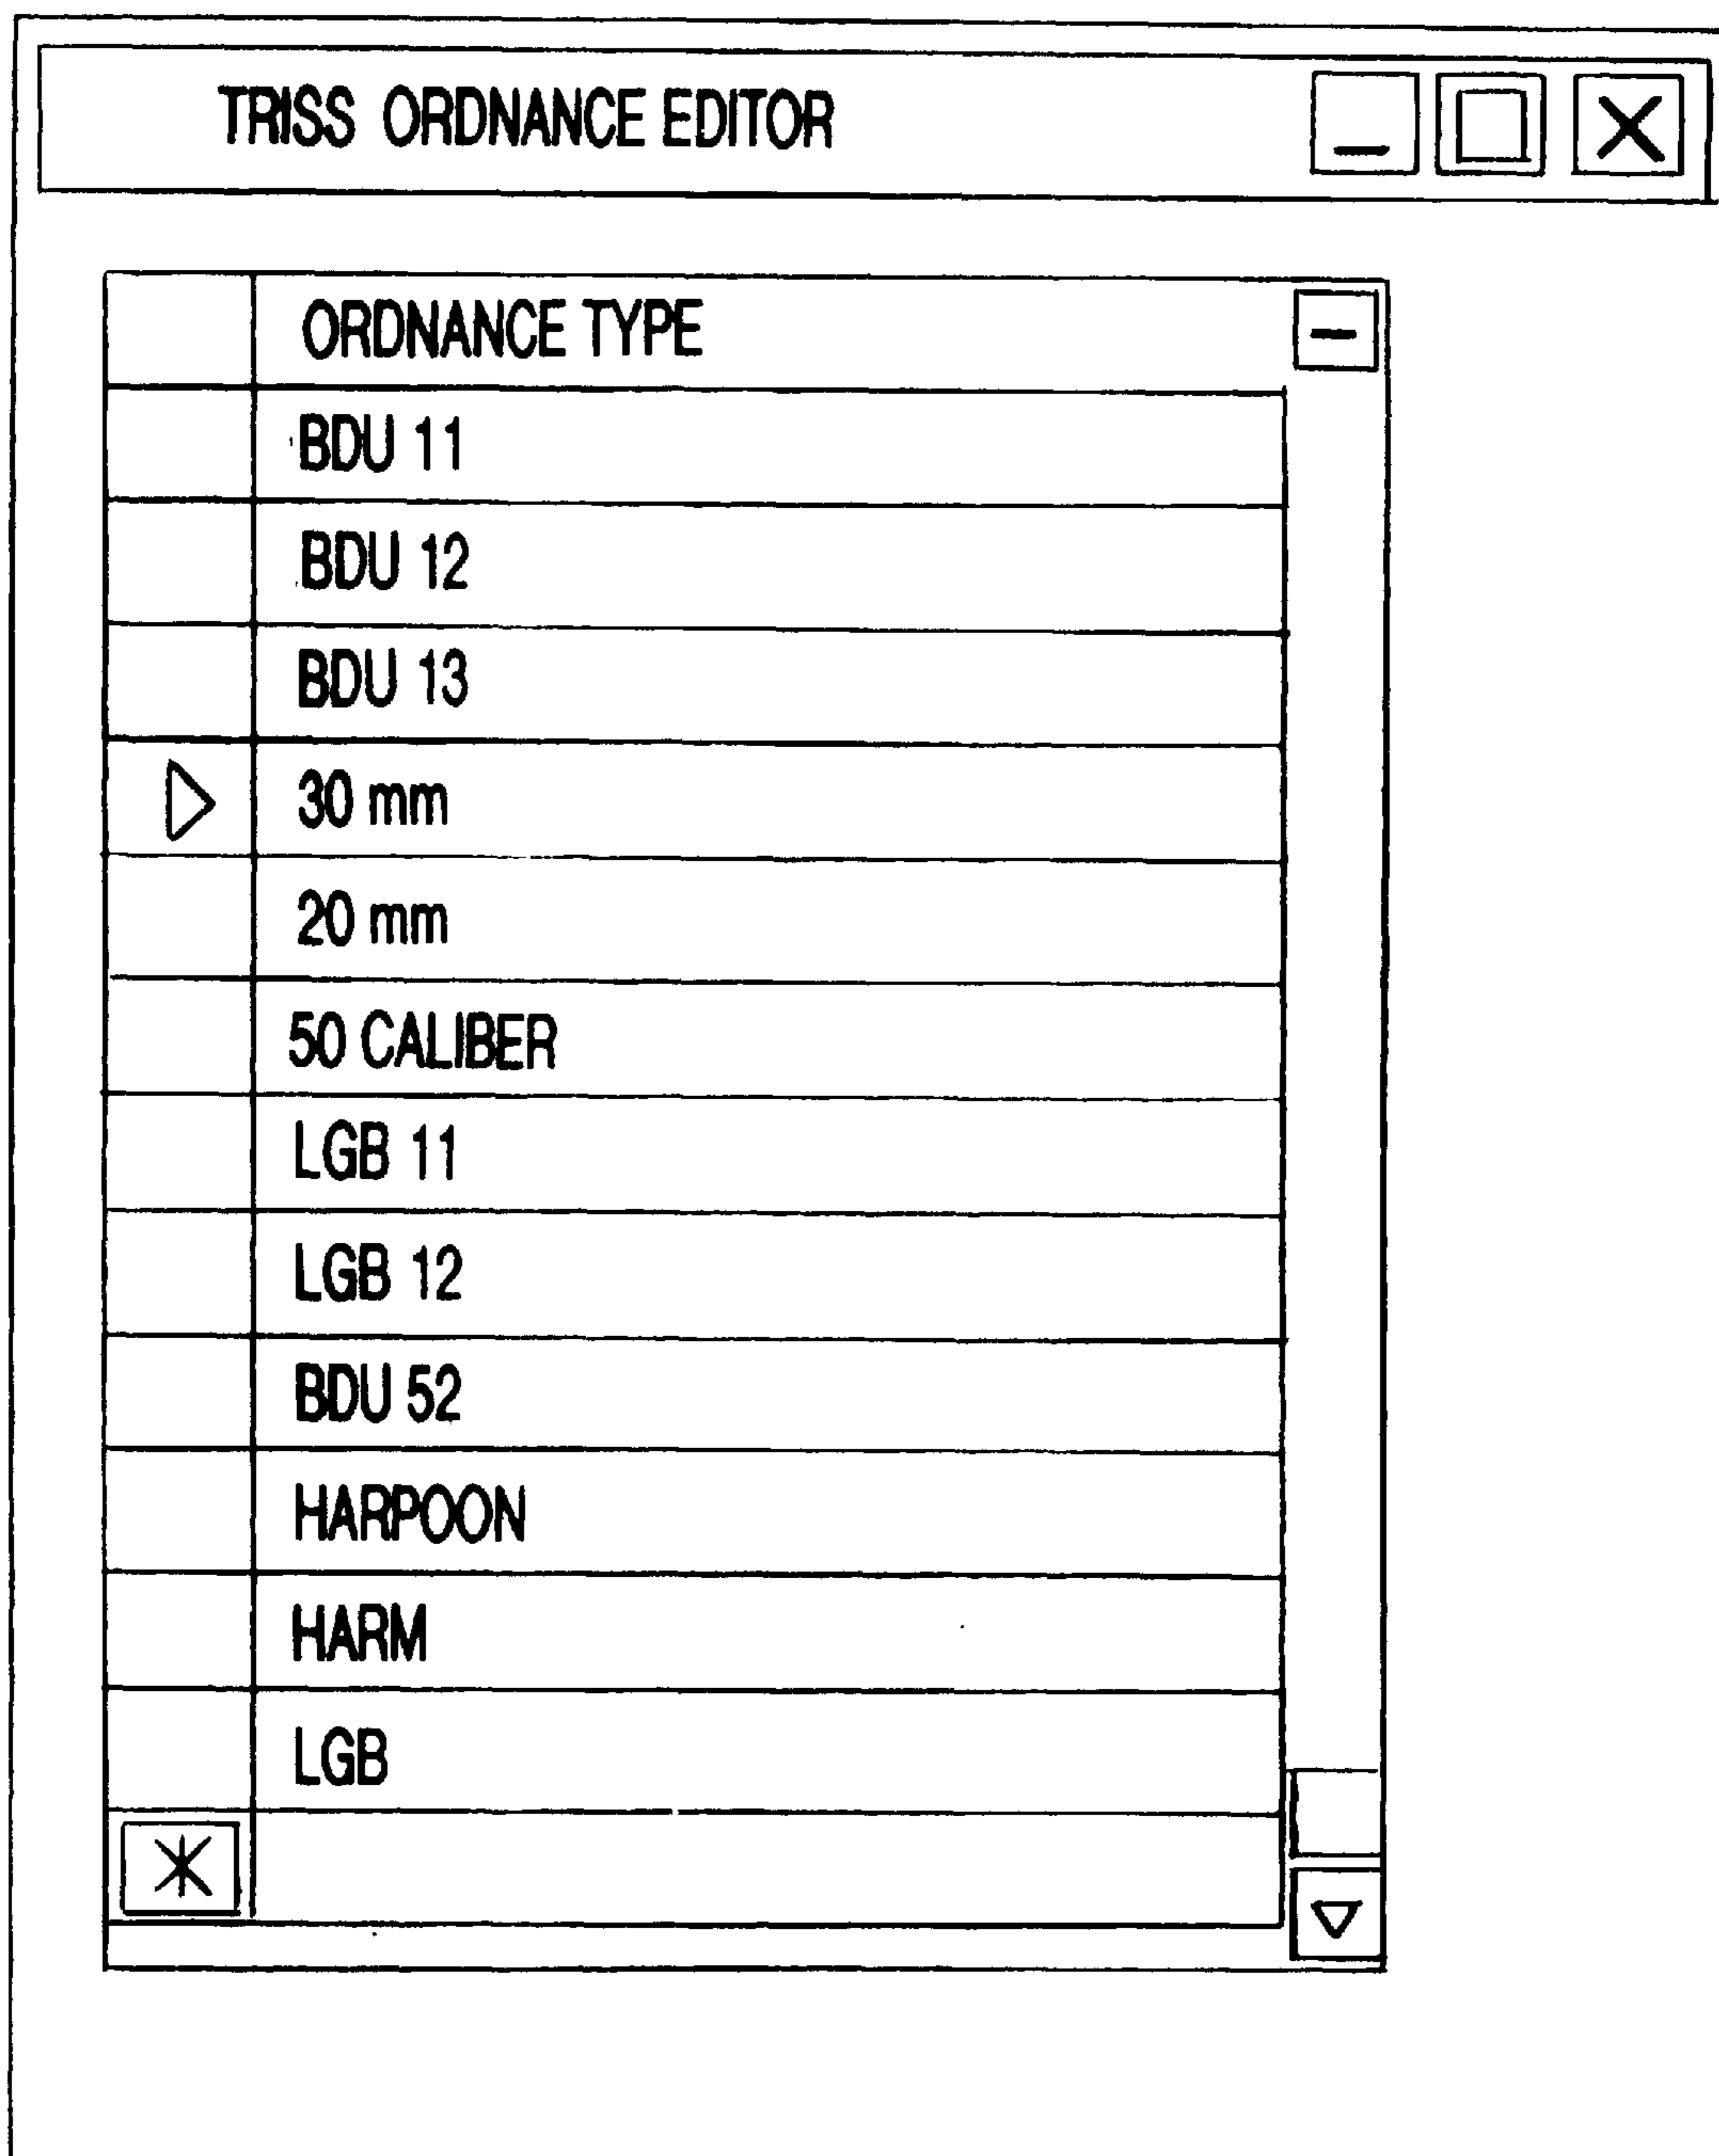 TRISS ORDNANCE EDITOR
ORDNANCE TYPE
BDU 11
BDU 12
BDU 13
30 mm
20 mm
50 CALIBER
LGB 11
LGB 12
BDU 52
HARPOON
HARM
LGB